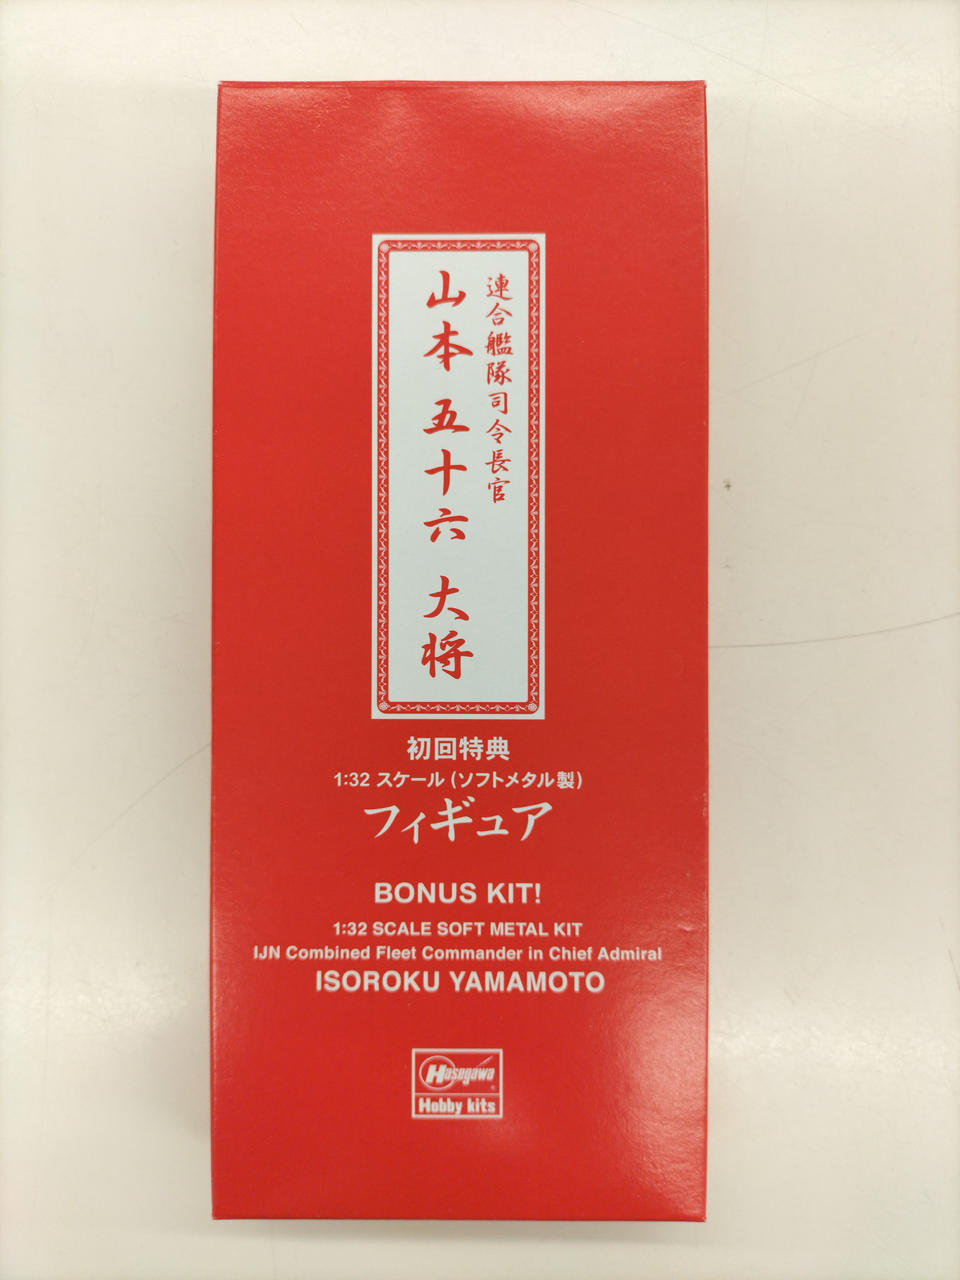 連合艦隊司令長官
山本 五十六 大将
初回特典
1:32 スケール (ソフトメタル製)
フィギュア
BONUS KIT!
1:32 SCALE SOFT METAL KIT
IJN Combined Fleet Commander in Chief Admiral
ISOROKU YAMAMOTO
Hasegawa
Hobby kits